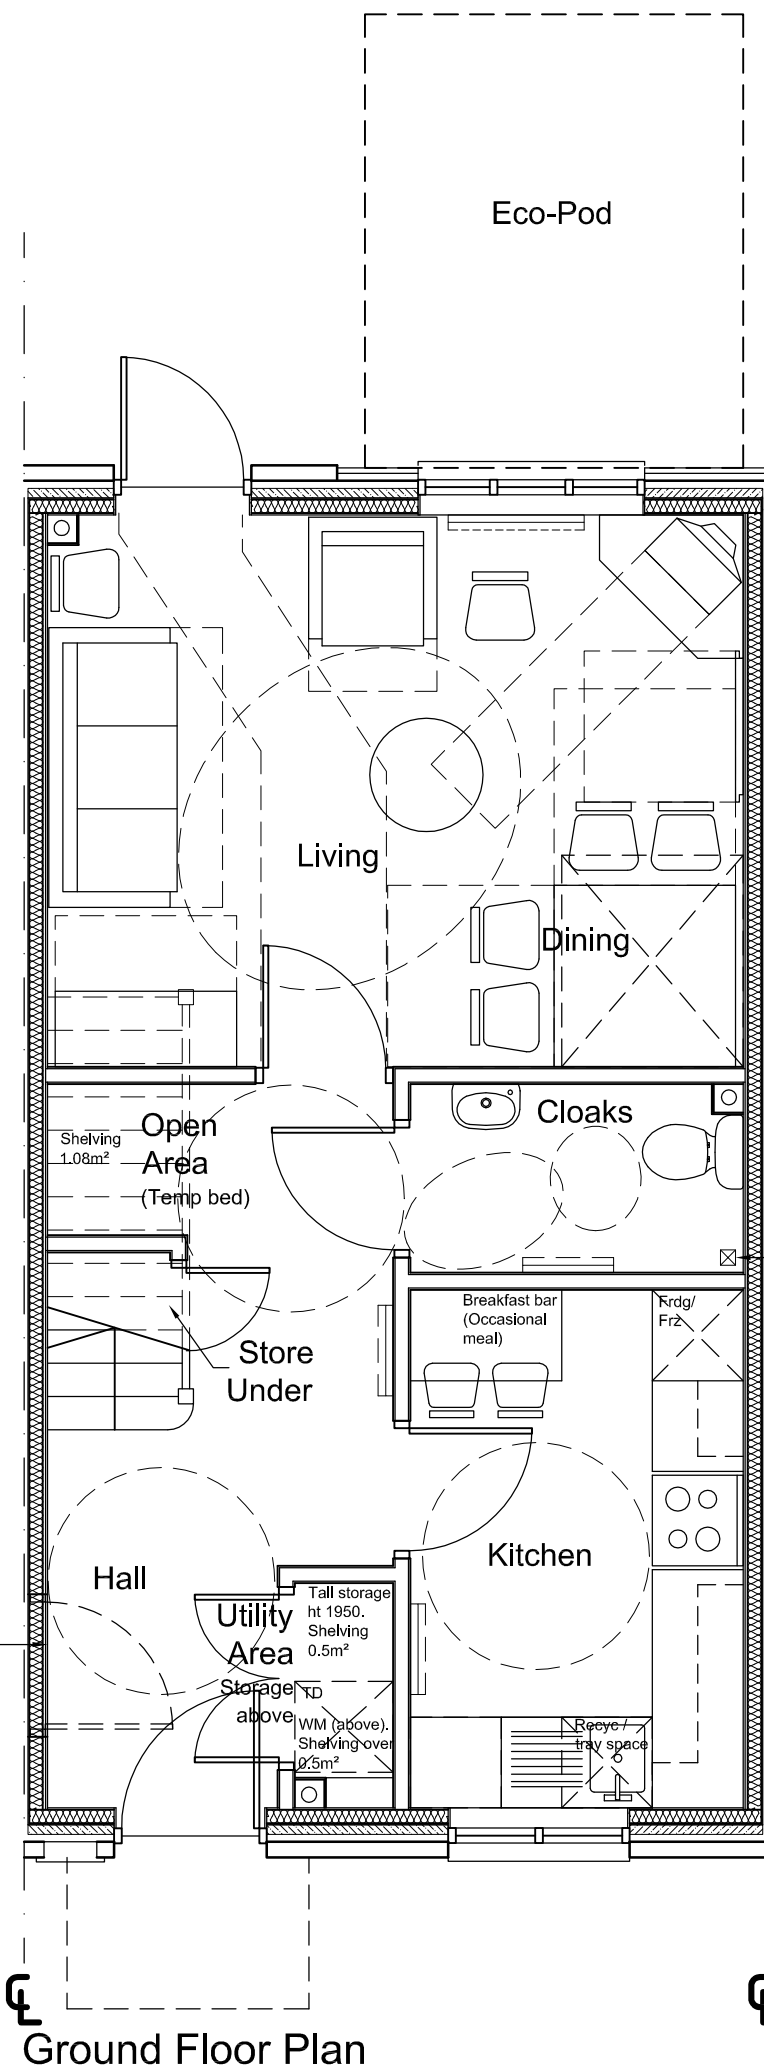 Eco-Pod
Living
Dining
Open
Area
(Temp bed)
Shelving
1.08m²
Cloaks
Breakfast bar
(Occasional
meal)
Frdg/
Frz
Store
Under
Kitchen
Hall
Utility
Area
Storage
above
Tall storage
ht 1950.
Shelving
0.5m²
TD
WM (above).
Shelving over
0.5m²
Recyc /
tray space
Ground Floor Plan